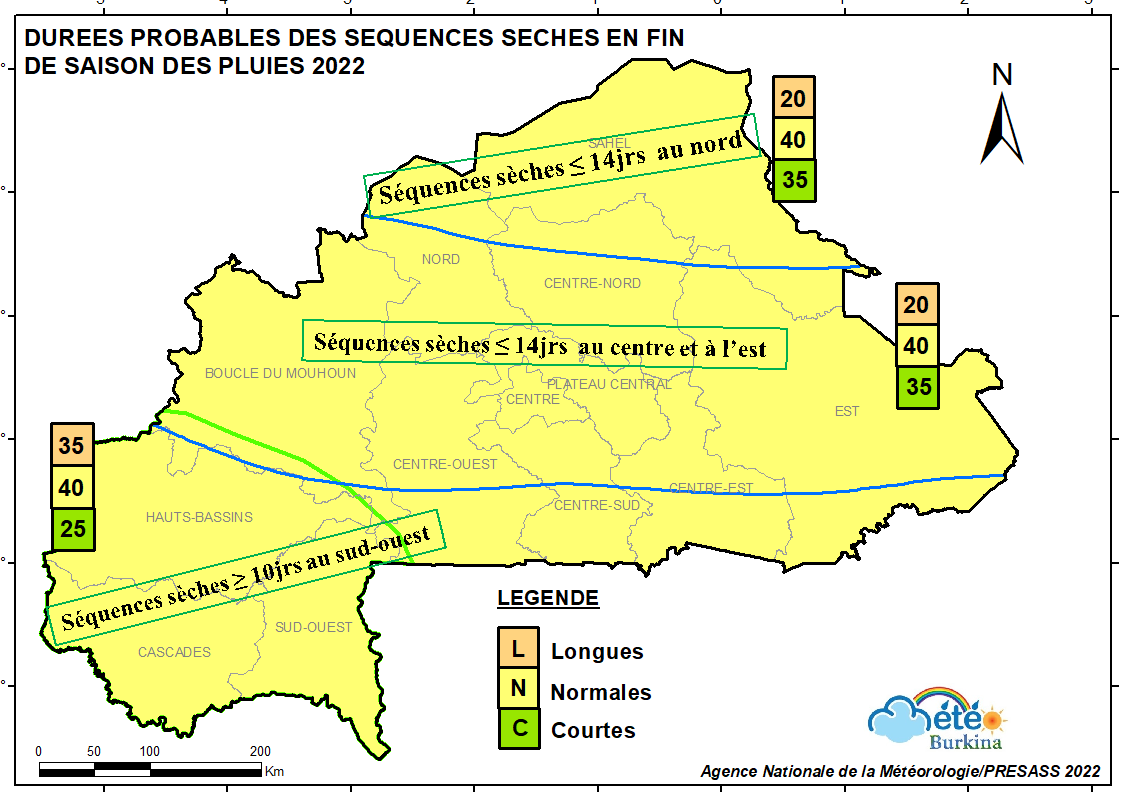 DUREES PROBABLES DES SEQUENCES SECHES EN FIN
DE SAISON DES PLUIES 2022
N
20
40
35
SAHEL
Séquences sèches ≤ 14jrs au nord
NORD
CENTRE-NORD
20
40
35
Séquences sèches ≤ 14jrs au centre et à l'est
BOUCLE DU MOUHOUN
PLATEAU CENTRAL
CENTRE
EST
35
40
25
CENTRE-OUEST
CENTRE-EST
CENTRE-SUD
HAUTS-BASSINS
Séquences sèches ≥ 10jrs au sud-ouest
SUD-OUEST
CASCADES
LEGENDE
L Longues
N Normales
C Courtes
0 50 100 200
Km
été
Burkina
Agence Nationale de la Météorologie/PRESASS 2022